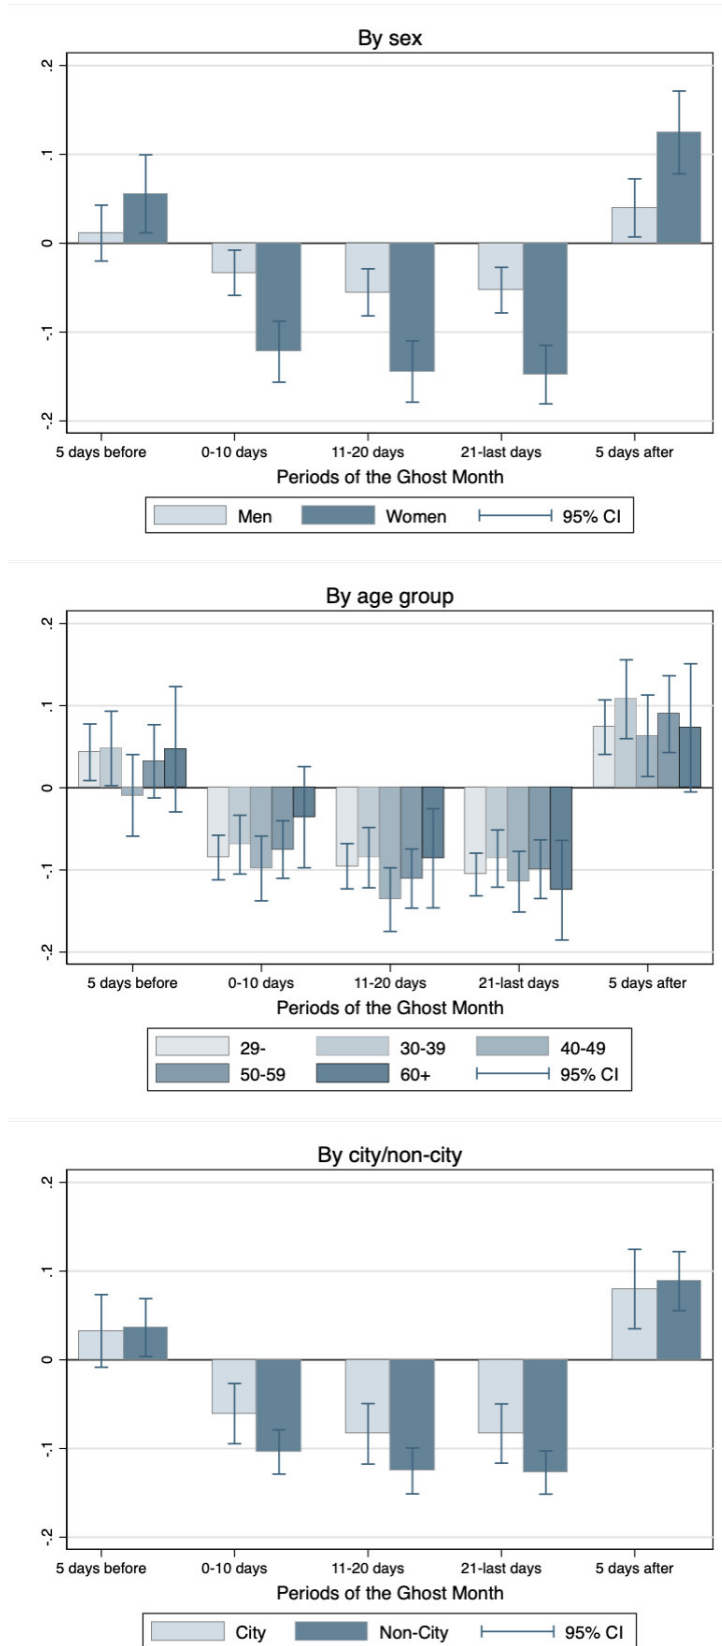 By sex
.2
.1
0
-.1
-.2
5 days before 0-10 days 11-20 days 21-last days 5 days after
Periods of the Ghost Month
Men Women 95% CI
By age group
.2
.1
0
-.1
-.2
5 days before 0-10 days 11-20 days 21-last days 5 days after
Periods of the Ghost Month
29- 30-39 40-49
50-59 60+ 95% CI
By city/non-city
.2
.1
0
-.1
-.2
5 days before 0-10 days 11-20 days 21-last days 5 days after
Periods of the Ghost Month
City Non-City 95% CI